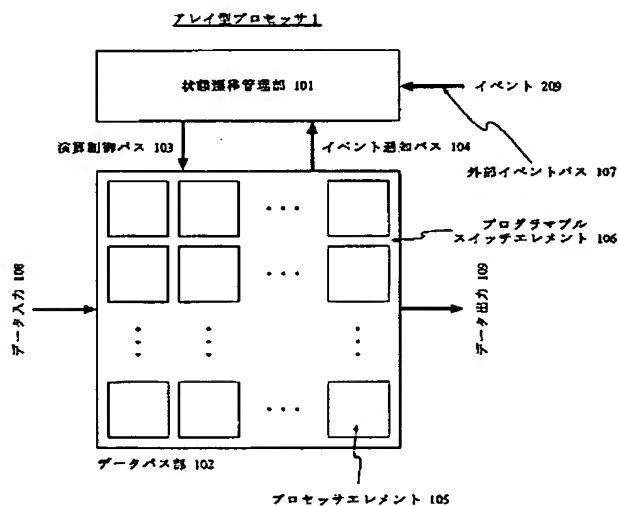 アレイ型プロセッサ1
状態遷移管理部 101
イベント 209
演算制御バス 103
イベント通知バス 104
外部イベントバス 107
プログラマブル
スイッチエレメント 106
データ入力 108
データ出力 109
データパス部 102
プロセッサエレメント 105